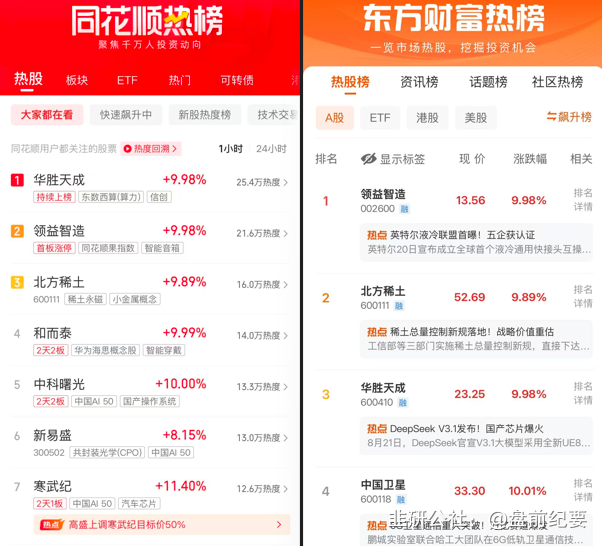 同花顺热榜
聚焦千万人投资动向
热股 板块 ETF 热门 可转债
大家都在看 快速飙升中 新股热度榜 技术交易
同花顺用户都关注的股票 热度回溯 > 1小时 24小时
1 华胜天成 +9.98% 25.4万热度 >
持续上榜 东数西算(算力) 信创
2 领益智造 +9.98% 21.6万热度 >
首板涨停 同花顺果指数 智能音箱
3 北方稀土 +9.89% 16.0万热度 >
600111 稀土永磁 小金属概念
4 和而泰 +9.99% 14.0万热度 >
2天2板 华为海思概念股 智能穿戴
5 中科曙光 +10.00% 13.3万热度 >
2天2板 中国AI 50 国产操作系统
6 新易盛 +8.15% 13.0万热度 >
300502 共封装光学(CPO) 中国AI 50
7 寒武纪 +11.40% 12.6万热度 >
2天1板 中国AI 50 汽车芯片
热点 高盛上调寒武纪目标价50% >
东方财富热榜
一览市场热股，挖掘投资机会
热股榜 资讯榜 话题榜 社区热榜
A股 ETF 港股 美股 飙升榜
排名 显示标签 现价 涨跌幅 相关
1 领益智造 13.56 9.98% 排名
002600 融 详情
热点 英特尔液冷联盟首曝！五企获认证
英特尔20日宣布成立全球首个液冷通用快接头互操...
2 北方稀土 52.69 9.89% 排名
600111 融 详情
热点 稀土总量控制新规落地！战略价值重估
工信部等三部门实施稀土总量控制新规，直接下达...
3 华胜天成 23.25 9.98% 排名
600410 融 详情
热点 DeepSeek V3.1发布！国产芯片爆火
8月21日，DeepSeek官宣V3.1大模型采用全新UE8...
4 中国卫星 33.30 10.01% 排名
600118 融 详情
热点
鹏城实验室联合哈工大团队在6G低轨卫星通信技...
韭研公社，@盘前纪要